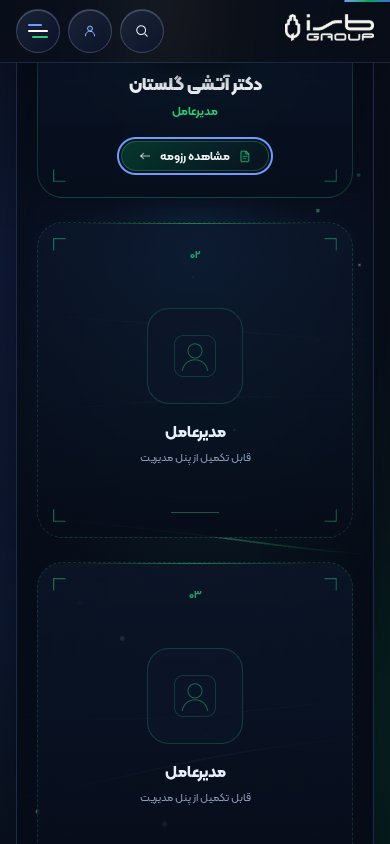 irb
GROUP
دکتر آتشی گلستان
مدیرعامل
مشاهده رزومه
۰۲
مدیرعامل
قابل تکمیل از پنل مدیریت
۰۳
مدیرعامل
قابل تکمیل از پنل مدیریت